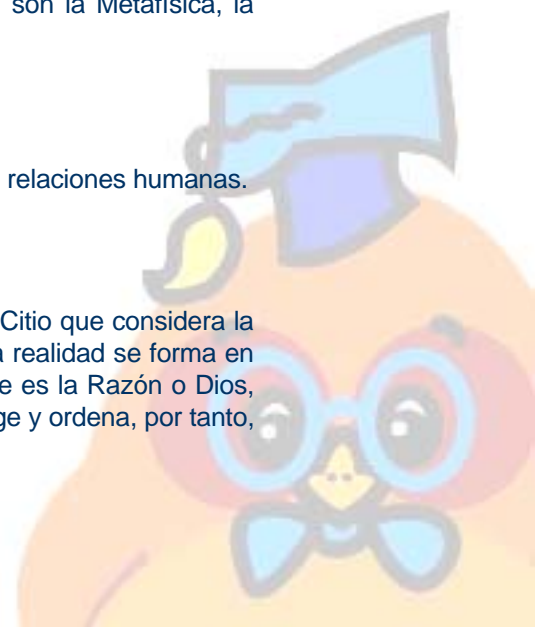 son la Metafísica, la
relaciones humanas.
Citio que considera la
realidad se forma en
es la Razón o Dios,
y ordena, por tanto,